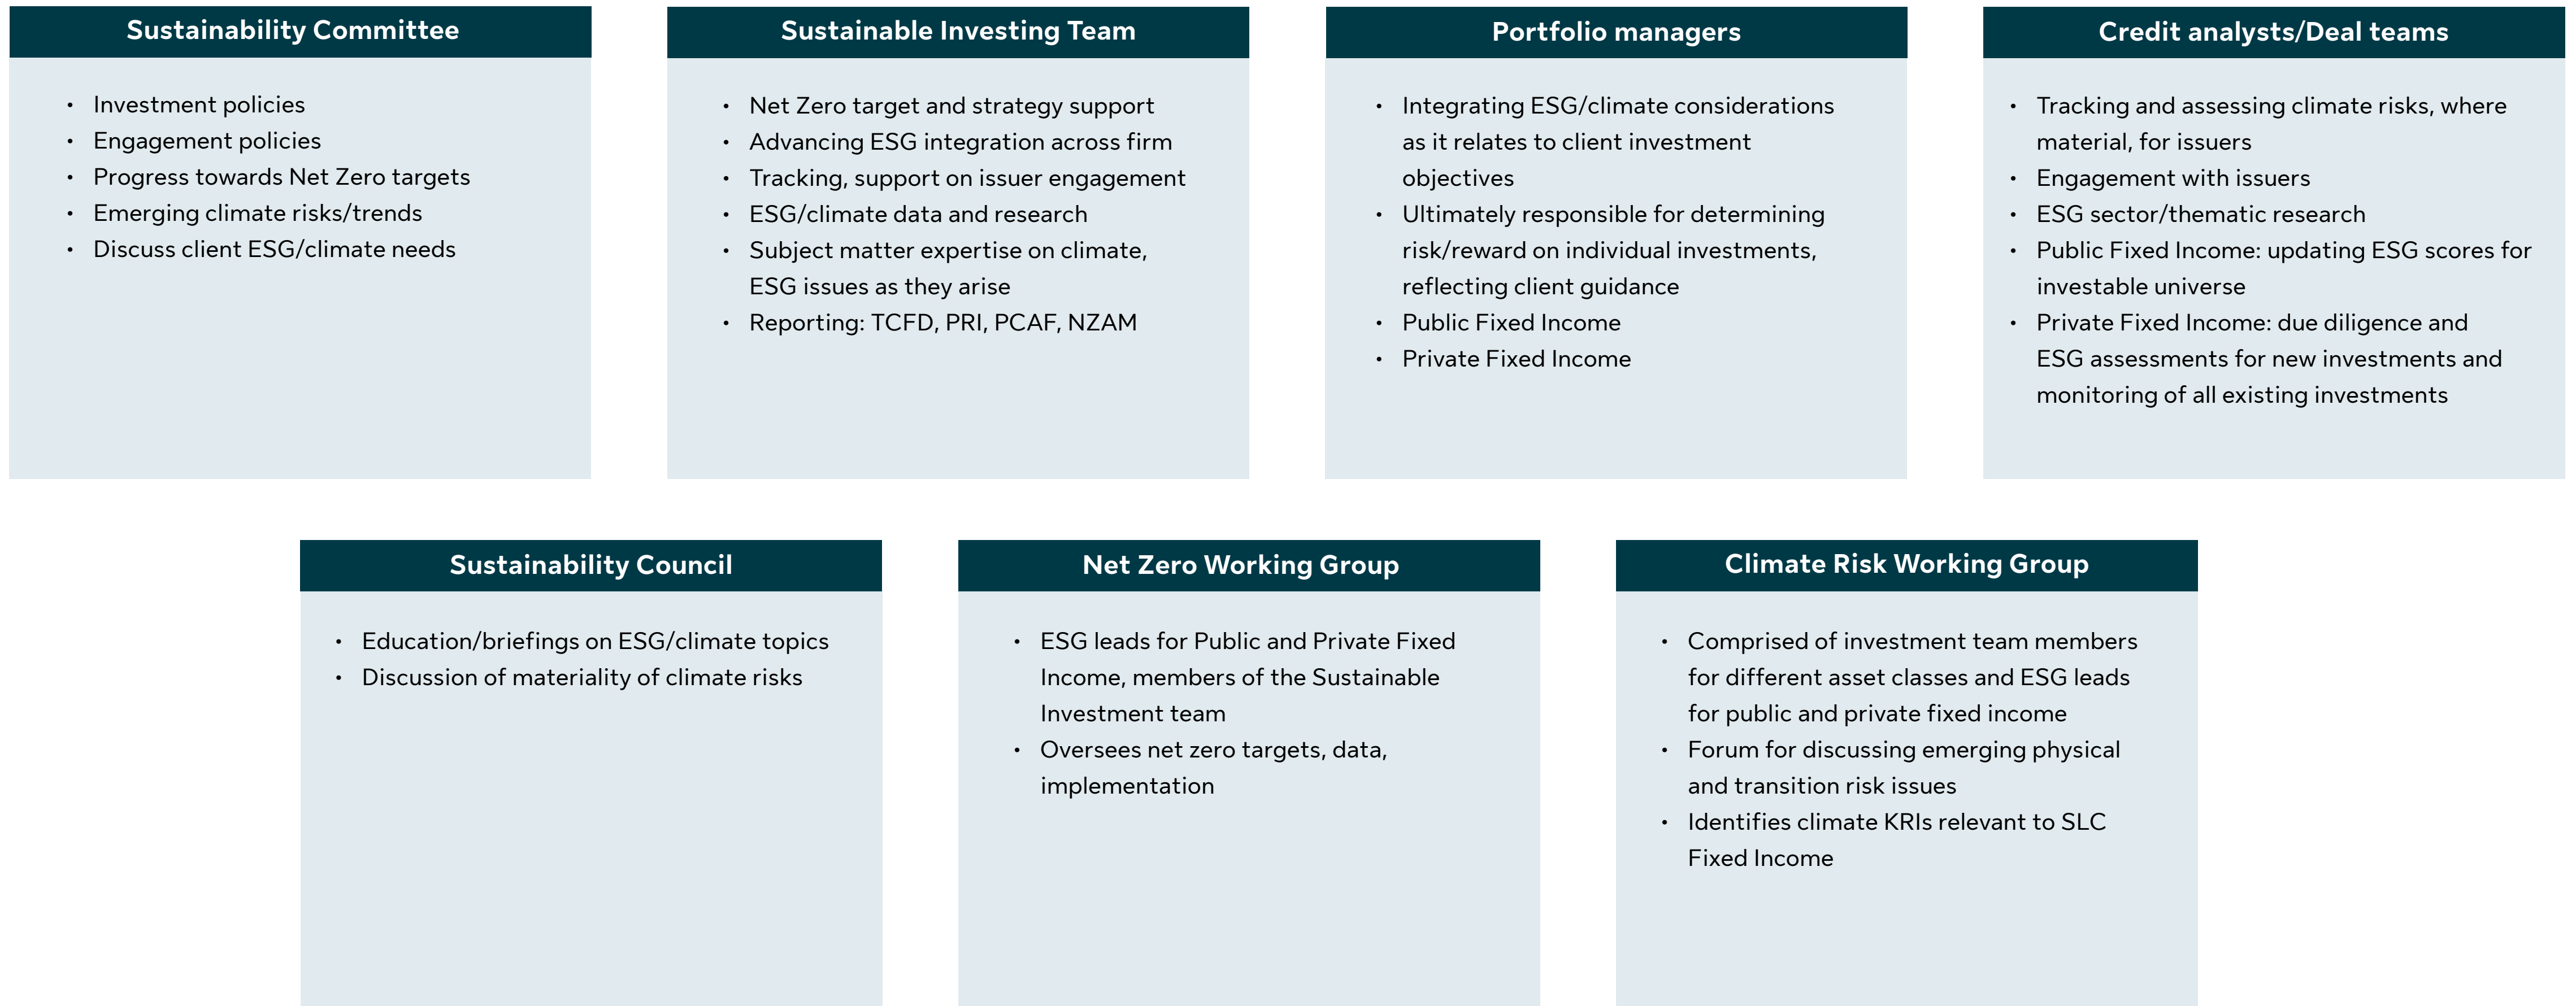 Sustainability Committee
• Investment policies
• Engagement policies
• Progress towards Net Zero targets
• Emerging climate risks/trends
• Discuss client ESG/climate needs
Sustainable Investing Team
• Net Zero target and strategy support
• Advancing ESG integration across firm
• Tracking, support on issuer engagement
• ESG/climate data and research
• Subject matter expertise on climate,
ESG issues as they arise
• Reporting: TCFD, PRI, PCAF, NZAM
Portfolio managers
• Integrating ESG/climate considerations
as it relates to client investment
objectives
• Ultimately responsible for determining
risk/reward on individual investments,
reflecting client guidance
• Public Fixed Income
• Private Fixed Income
Credit analysts/Deal teams
• Tracking and assessing climate risks, where
material, for issuers
• Engagement with issuers
• ESG sector/thematic research
• Public Fixed Income: updating ESG scores for
investable universe
• Private Fixed Income: due diligence and
ESG assessments for new investments and
monitoring of all existing investments
Sustainability Council
• Education/briefings on ESG/climate topics
• Discussion of materiality of climate risks
Net Zero Working Group
• ESG leads for Public and Private Fixed
Income, members of the Sustainable
Investment team
• Oversees net zero targets, data,
implementation
Climate Risk Working Group
• Comprised of investment team members
for different asset classes and ESG leads
for public and private fixed income
• Forum for discussing emerging physical
and transition risk issues
• Identifies climate KRIs relevant to SLC
Fixed Income